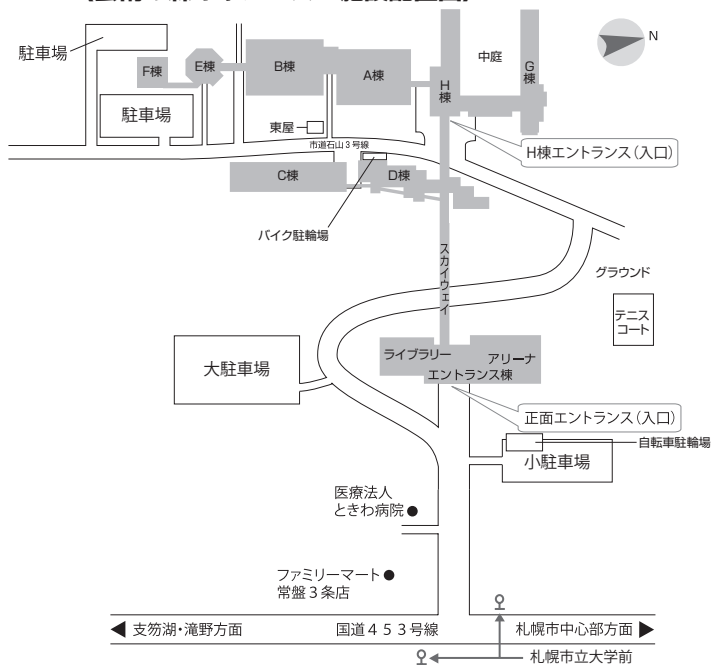 駐車場
F棟
E棟
B棟
A棟
H棟
中庭
G棟
N
駐車場
東屋
市道石山3号線
H棟エントランス（入口）
C棟
D棟
バイク駐輪場
スカイウェイ
グラウンド
テニス
コート
大駐車場
ライブラリー
アリーナ
エントランス棟
正面エントランス（入口）
自転車駐輪場
小駐車場
医療法人
ときわ病院
ファミリーマート
常盤3条店
支笏湖・滝野方面
国道453号線
札幌市中心部方面
札幌市立大学前